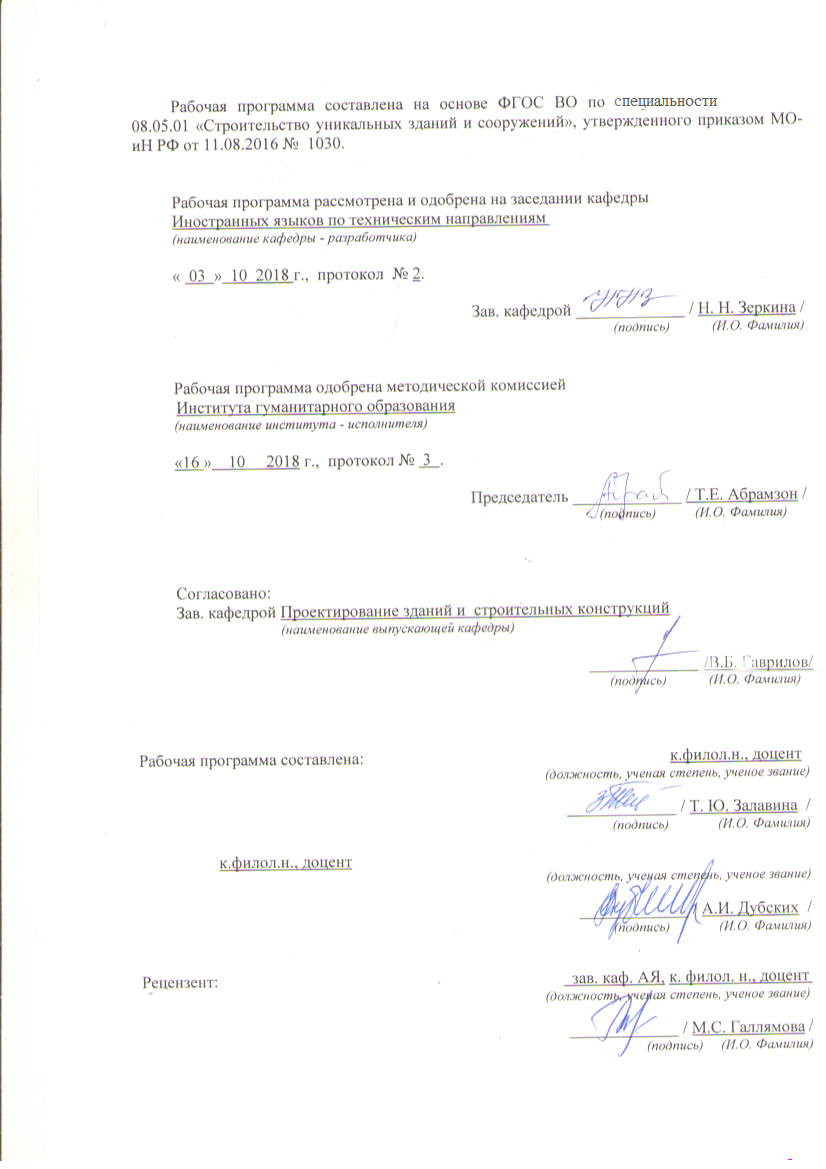 Рабочая программа составлена на основе ФГОС ВО по специальности
08.05.01 «Строительство уникальных зданий и сооружений», утвержденного приказом МО-
иН РФ от 11.08.2016 № 1030.
Рабочая программа рассмотрена и одобрена на заседании кафедры
Иностранных языков по техническим направлениям
(наименование кафедры - разработчика)
« 03 » 10 2018 г., протокол № 2.
Зав. кафедрой / Н. Н. Зеркина /
(подпись) (И.О. Фамилия)
Рабочая программа одобрена методической комиссией
Института гуманитарного образования
(наименование института - исполнителя)
«16 » 10 2018 г., протокол № 3 .
Председатель / Т.Е. Абрамзон /
(подпись) (И.О. Фамилия)
Согласовано:
Зав. кафедрой Проектирование зданий и строительных конструкций
(наименование выпускающей кафедры)
/В.Б. Гаврилов/
(подпись) (И.О. Фамилия)
Рабочая программа составлена: к.филол.н., доцент
(должность, ученая степень, ученое звание)
/ Т. Ю. Залавина /
(подпись) (И.О. Фамилия)
к.филол.н., доцент
(должность, ученая степень, ученое звание)
А.И. Дубских /
(подпись) (И.О. Фамилия)
Рецензент: зав. каф. АЯ, к. филол. н., доцент
(должность, ученая степень, ученое звание)
/ М.С. Галлямова /
(подпись) (И.О. Фамилия)